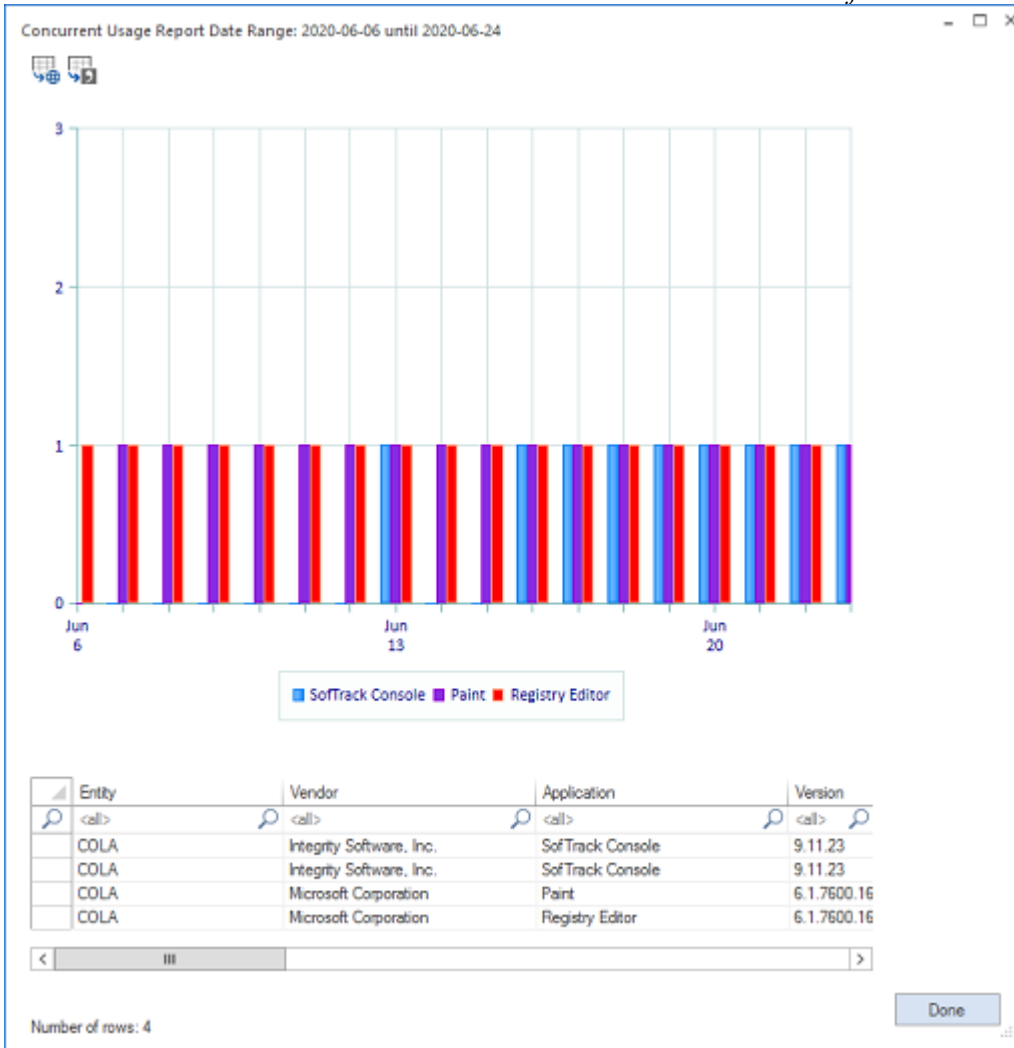 Concurrent Usage Report Date Range: 2020-06-06 until 2020-06-24
3
2
1
0
Jun 6 Jun 13 Jun 20
SofTrack Console Paint Registry Editor
Entity Vendor Application Version
<all> <all> <all> <all>
COLA Integrity Software, Inc. SofTrack Console 9.11.23
COLA Integrity Software, Inc. SofTrack Console 9.11.23
COLA Microsoft Corporation Paint 6.1.7600.16
COLA Microsoft Corporation Registry Editor 6.1.7600.16
Done
Number of rows: 4